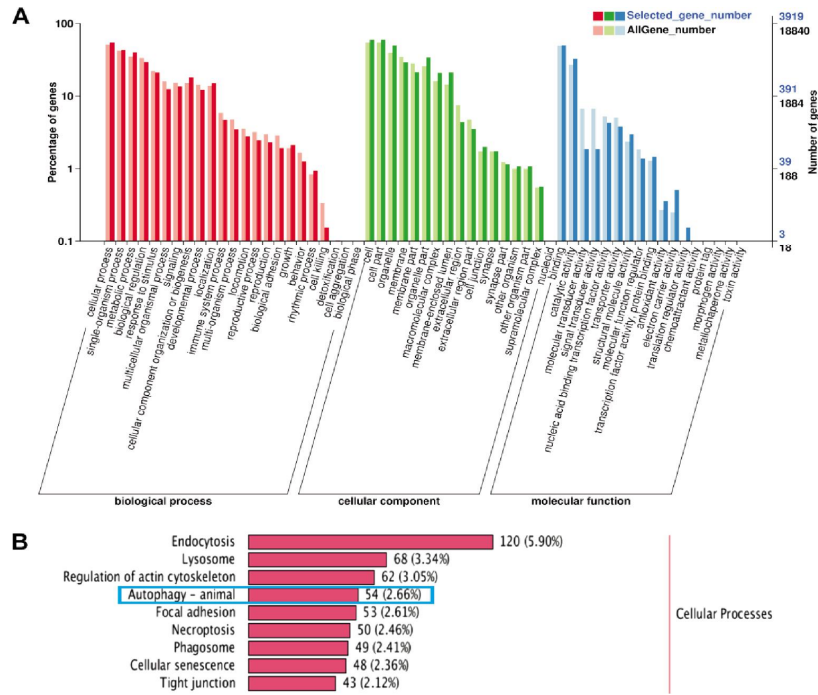 A
Selected_gene_number
AllGene_number
Percentage of genes
100
10
1
0.1
3919
18840
391
1884
39
188
3
18
Number of genes
cellular process
single-organism process
metabolic process
biological regulation
response to stimulus
multicellular organismal process
signaling
cellular component organization or biogenesis
developmental process
localization
immune system process
multi-organism process
locomotion
reproductive process
reproduction
biological adhesion
growth
behavior
rhythmic process
cell killing
detoxification
cell aggregation
biological phase
cell
cell part
organelle
membrane
membrane part
organelle part
macromolecular complex
membrane-enclosed lumen
extracellular region
extracellular region part
cell junction
synapse
synapse part
other organism
other organism part
supramolecular complex
nucleoid
binding
catalytic activity
molecular transducer activity
signal transducer activity
nucleic acid binding transcription factor activity
transporter activity
structural molecule activity
molecular function regulator
transcription factor activity, protein binding
antioxidant activity
electron carrier activity
translation regulator activity
chemoattractant activity
protein tag
morphogen activity
metallochaperone activity
toxin activity
biological process
cellular component
molecular function
B
Endocytosis 120 (5.90%)
Lysosome 68 (3.34%)
Regulation of actin cytoskeleton 62 (3.05%)
Autophagy – animal 54 (2.66%)
Focal adhesion 53 (2.61%)
Necroptosis 50 (2.46%)
Phagosome 49 (2.41%)
Cellular senescence 48 (2.36%)
Tight junction 43 (2.12%)
Cellular Processes